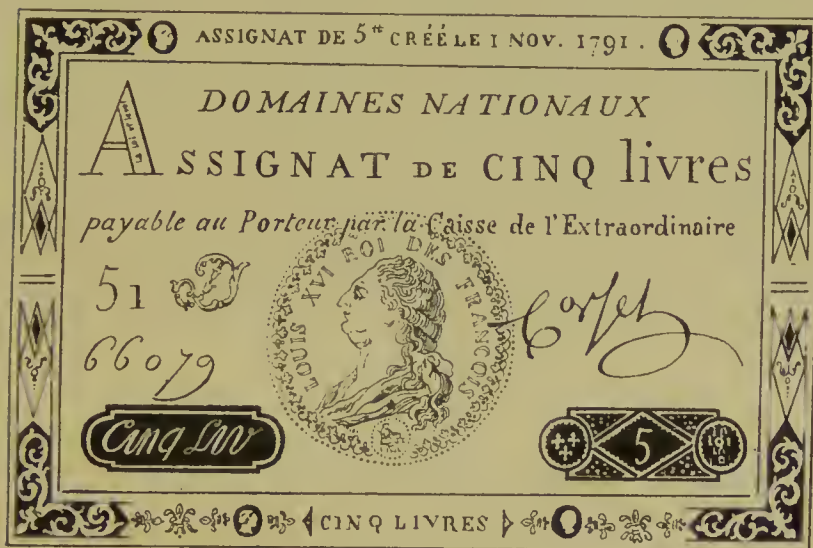 ASSIGNAT DE 5 ᵗᵗ CRÉÉ LE 1 NOV. 1791.
DOMAINES NATIONAUX
ASSIGNAT DE CINQ livres
payable au Porteur par la Caisse de l'Extraordinaire
LOUIS XVI ROI DES FRANÇOIS
51
66079
Corsel
Cinq Liv
5
CINQ LIVRES